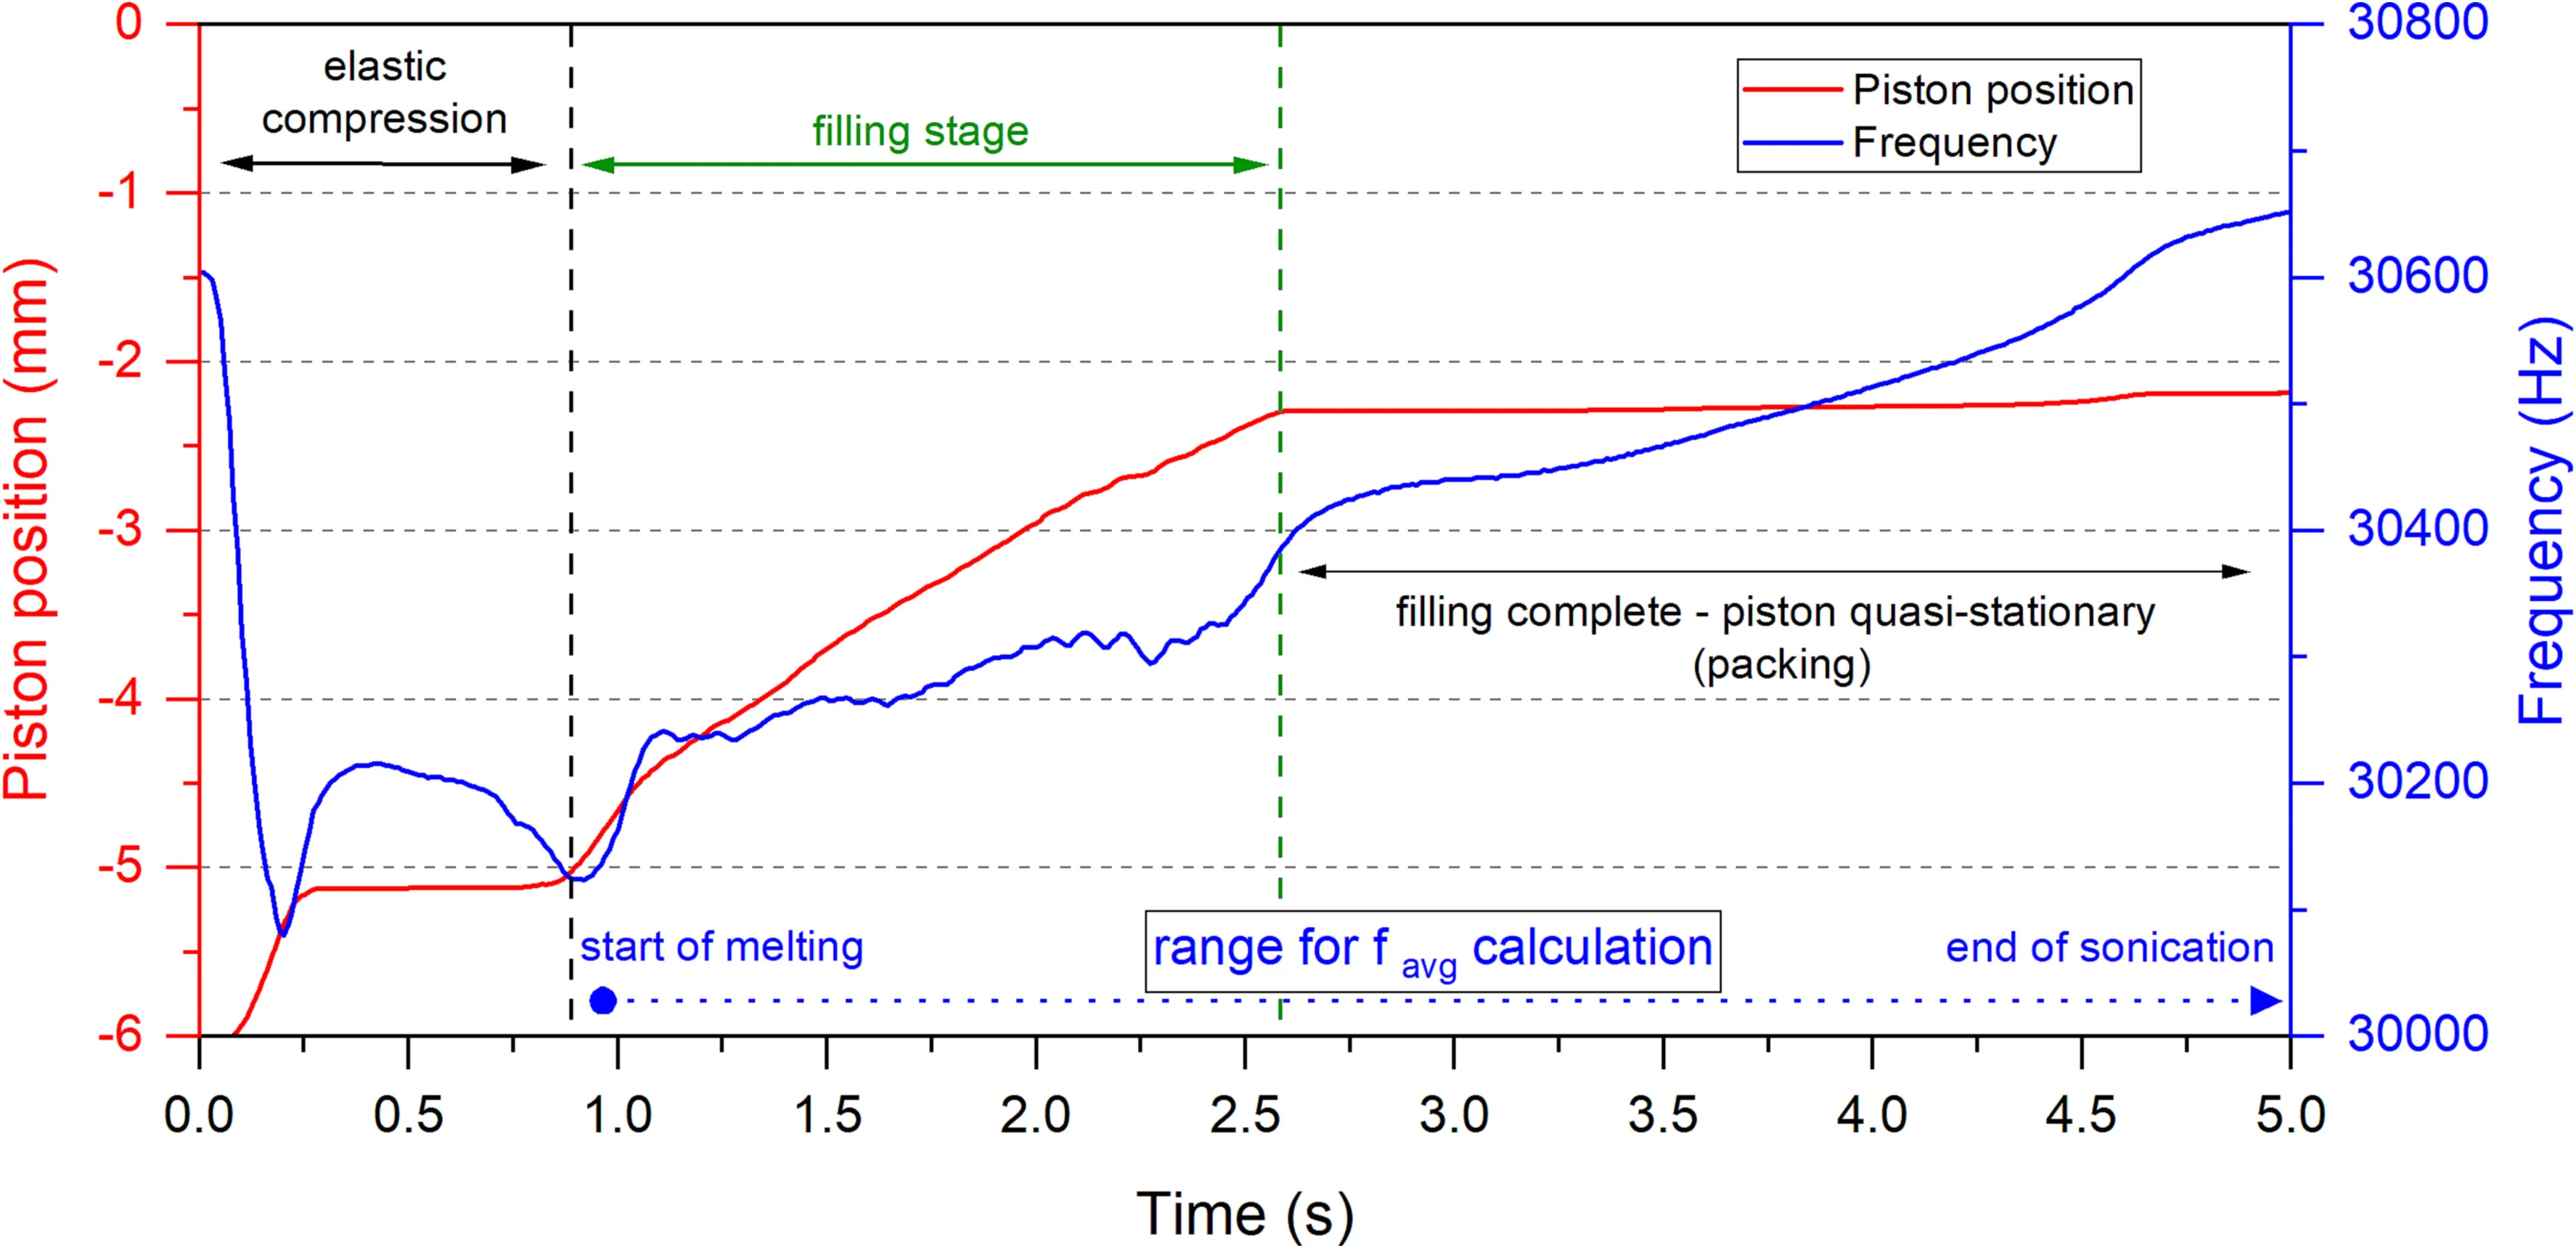 0
-1
-2
-3
-4
-5
-6
Piston position (mm)
elastic
compression
filling stage
Piston position
Frequency
filling complete - piston quasi-stationary
(packing)
start of melting
range for f avg calculation
end of sonication
30800
30600
30400
30200
30000
Frequency (Hz)
0.0 0.5 1.0 1.5 2.0 2.5 3.0 3.5 4.0 4.5 5.0
Time (s)